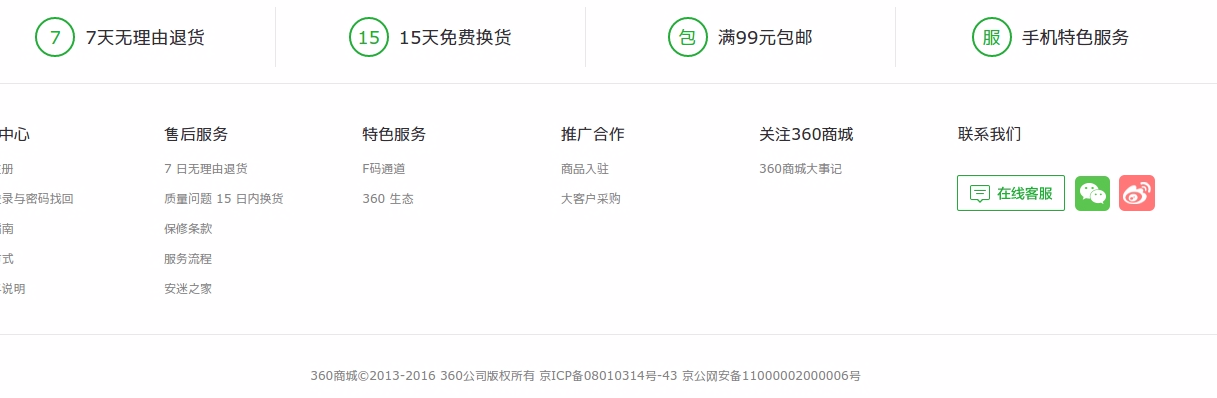 7 7天无理由退货
15 15天免费换货
包 满99元包邮
服 手机特色服务
中心
册
录与密码找回
南
式
说明
售后服务
7 日无理由退货
质量问题 15 日内换货
保修条款
服务流程
安迷之家
特色服务
F码通道
360 生态
推广合作
商品入驻
大客户采购
关注360商城
360商城大事记
联系我们
在线客服
360商城©2013-2016 360公司版权所有 京ICP备08010314号-43 京公网安备11000002000006号